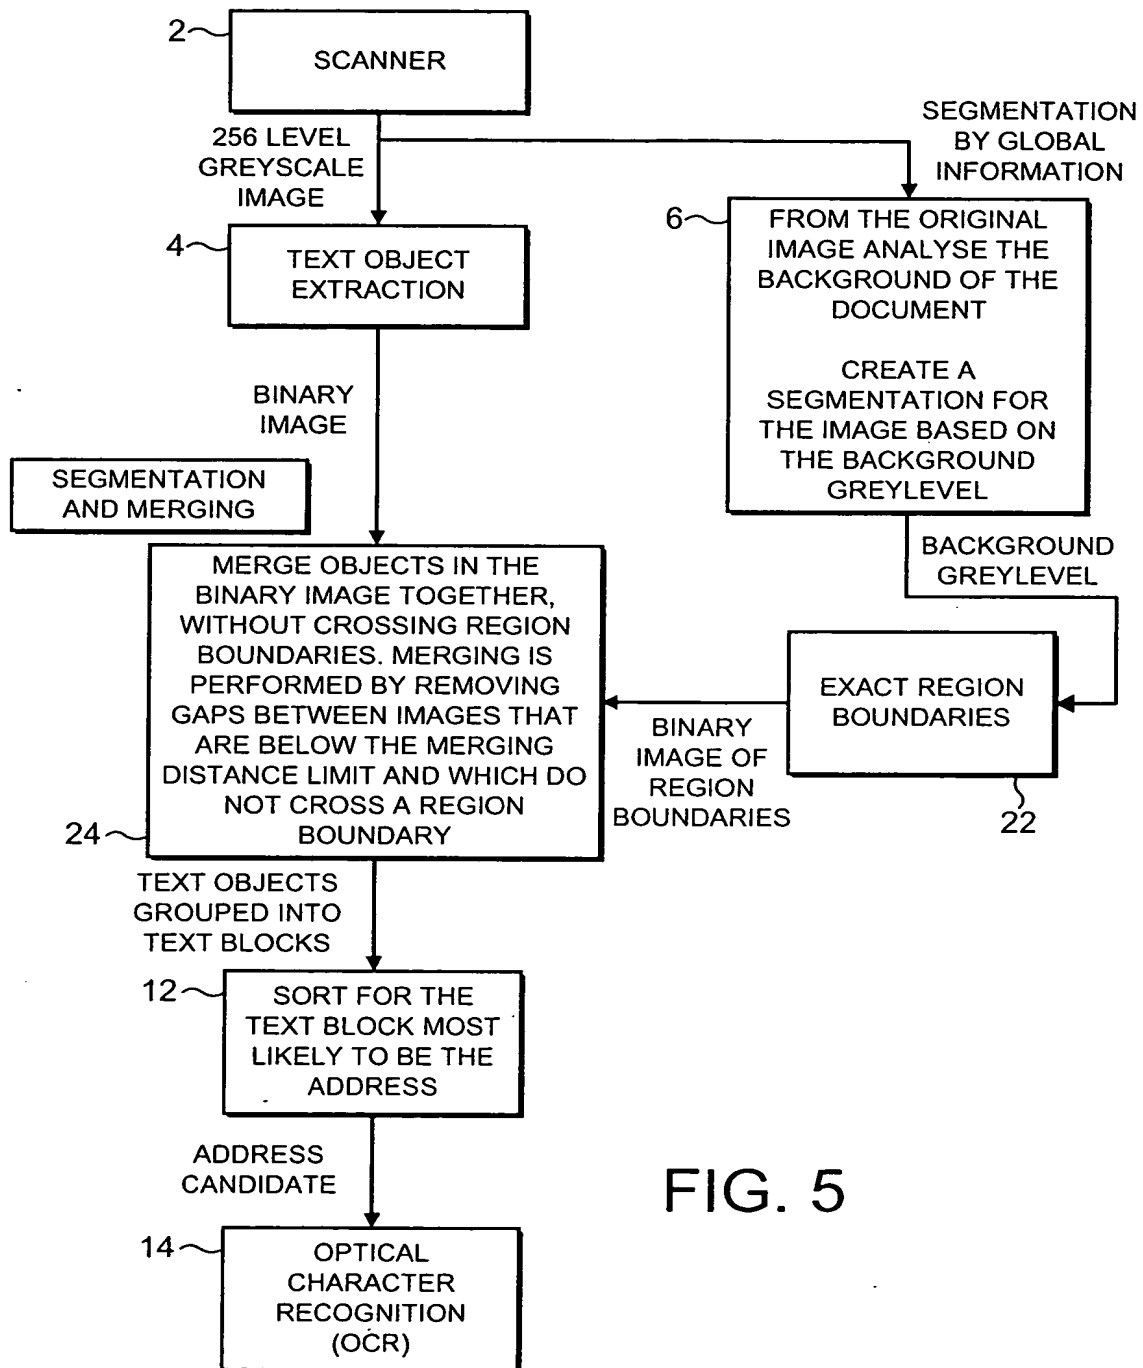 2
SCANNER
256 LEVEL
GREYSCALE
IMAGE
SEGMENTATION
BY GLOBAL
INFORMATION
4
TEXT OBJECT
EXTRACTION
6
FROM THE ORIGINAL
IMAGE ANALYSE THE
BACKGROUND OF THE
DOCUMENT
CREATE A
SEGMENTATION FOR
THE IMAGE BASED ON
THE BACKGROUND
GREYLEVEL
BINARY
IMAGE
SEGMENTATION
AND MERGING
BACKGROUND
GREYLEVEL
MERGE OBJECTS IN THE
BINARY IMAGE TOGETHER,
WITHOUT CROSSING REGION
BOUNDARIES. MERGING IS
PERFORMED BY REMOVING
GAPS BETWEEN IMAGES THAT
ARE BELOW THE MERGING
DISTANCE LIMIT AND WHICH DO
NOT CROSS A REGION
BOUNDARY
24
EXACT REGION
BOUNDARIES
22
BINARY
IMAGE OF
REGION
BOUNDARIES
TEXT OBJECTS
GROUPED INTO
TEXT BLOCKS
12
SORT FOR THE
TEXT BLOCK MOST
LIKELY TO BE THE
ADDRESS
ADDRESS
CANDIDATE
14
OPTICAL
CHARACTER
RECOGNITION
(OCR)
FIG. 5